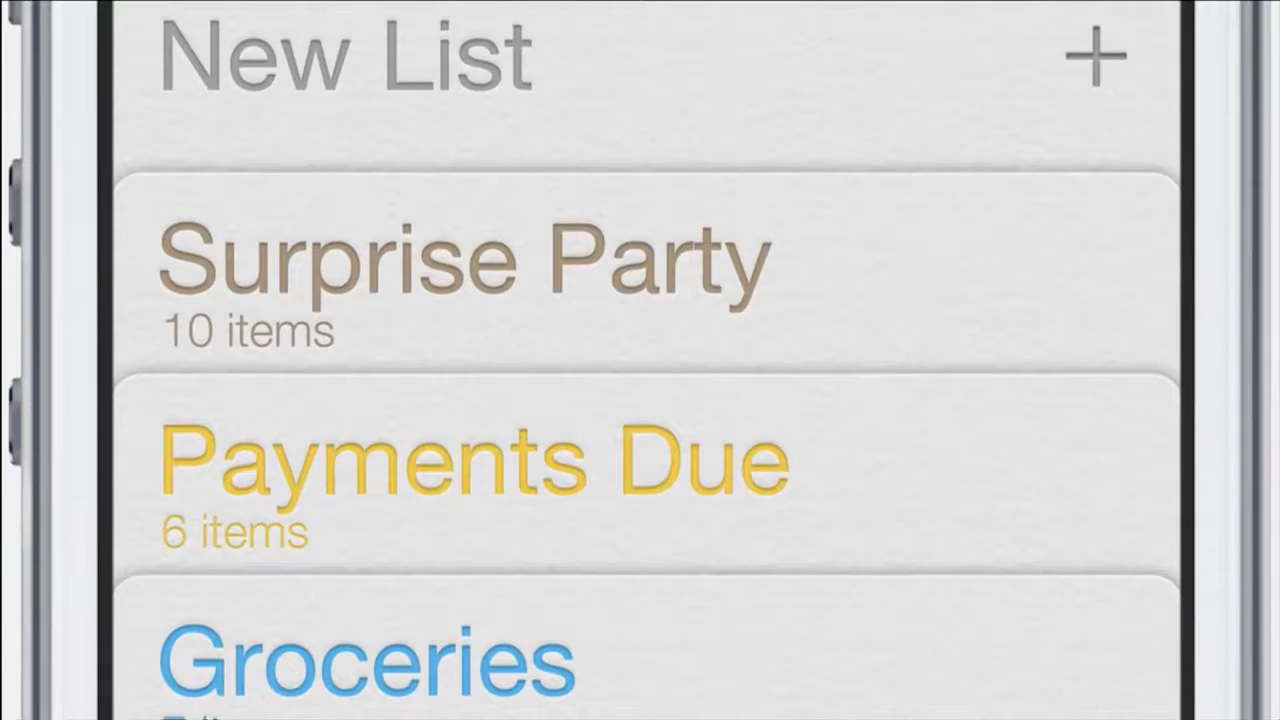 New List
Surprise Party
10 items
Payments Due
6 items
Groceries